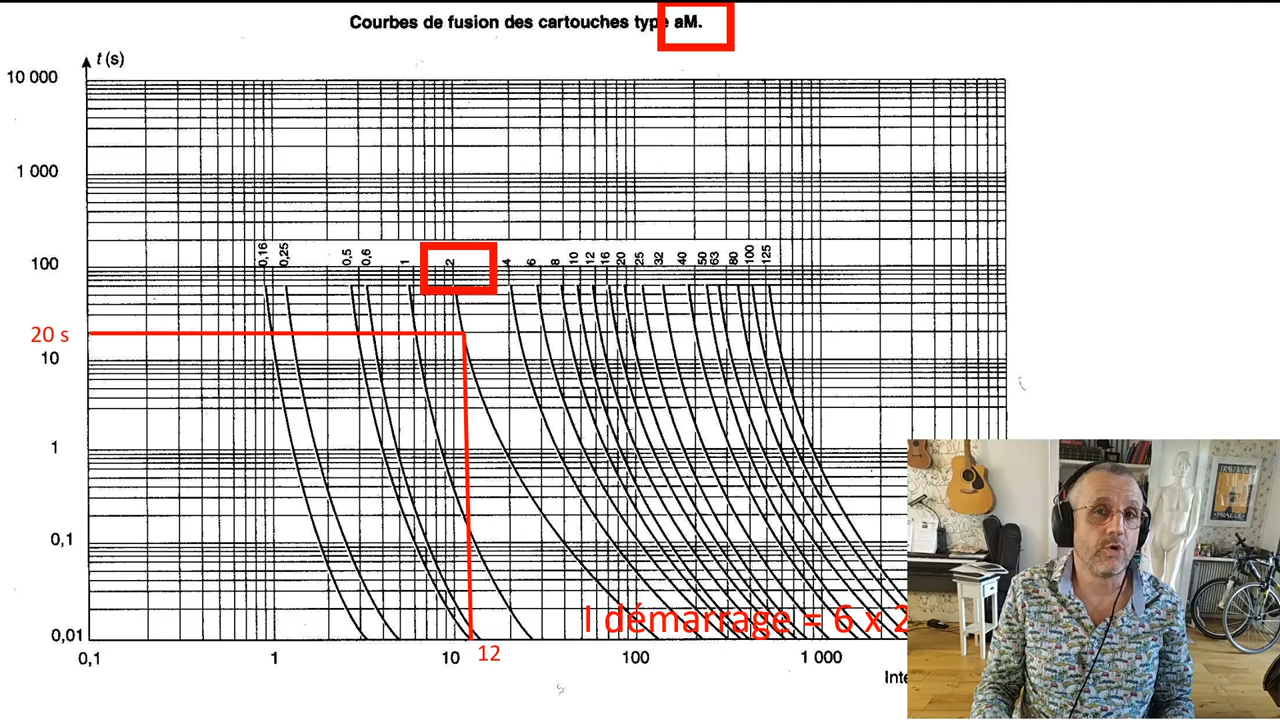 Courbes de fusion des cartouches type aM.
t (s)
10 000
1 000
100
10
1
0,1
0,01
0,16 0,25 0,5 0,6 1 2 4 6 8 10 12 16 20 25 32 40 50 63 80 100 125
20 s
I démarrage = 6 x 2
0,1 1 10 100 1 000
12
Inte
PRAGUE